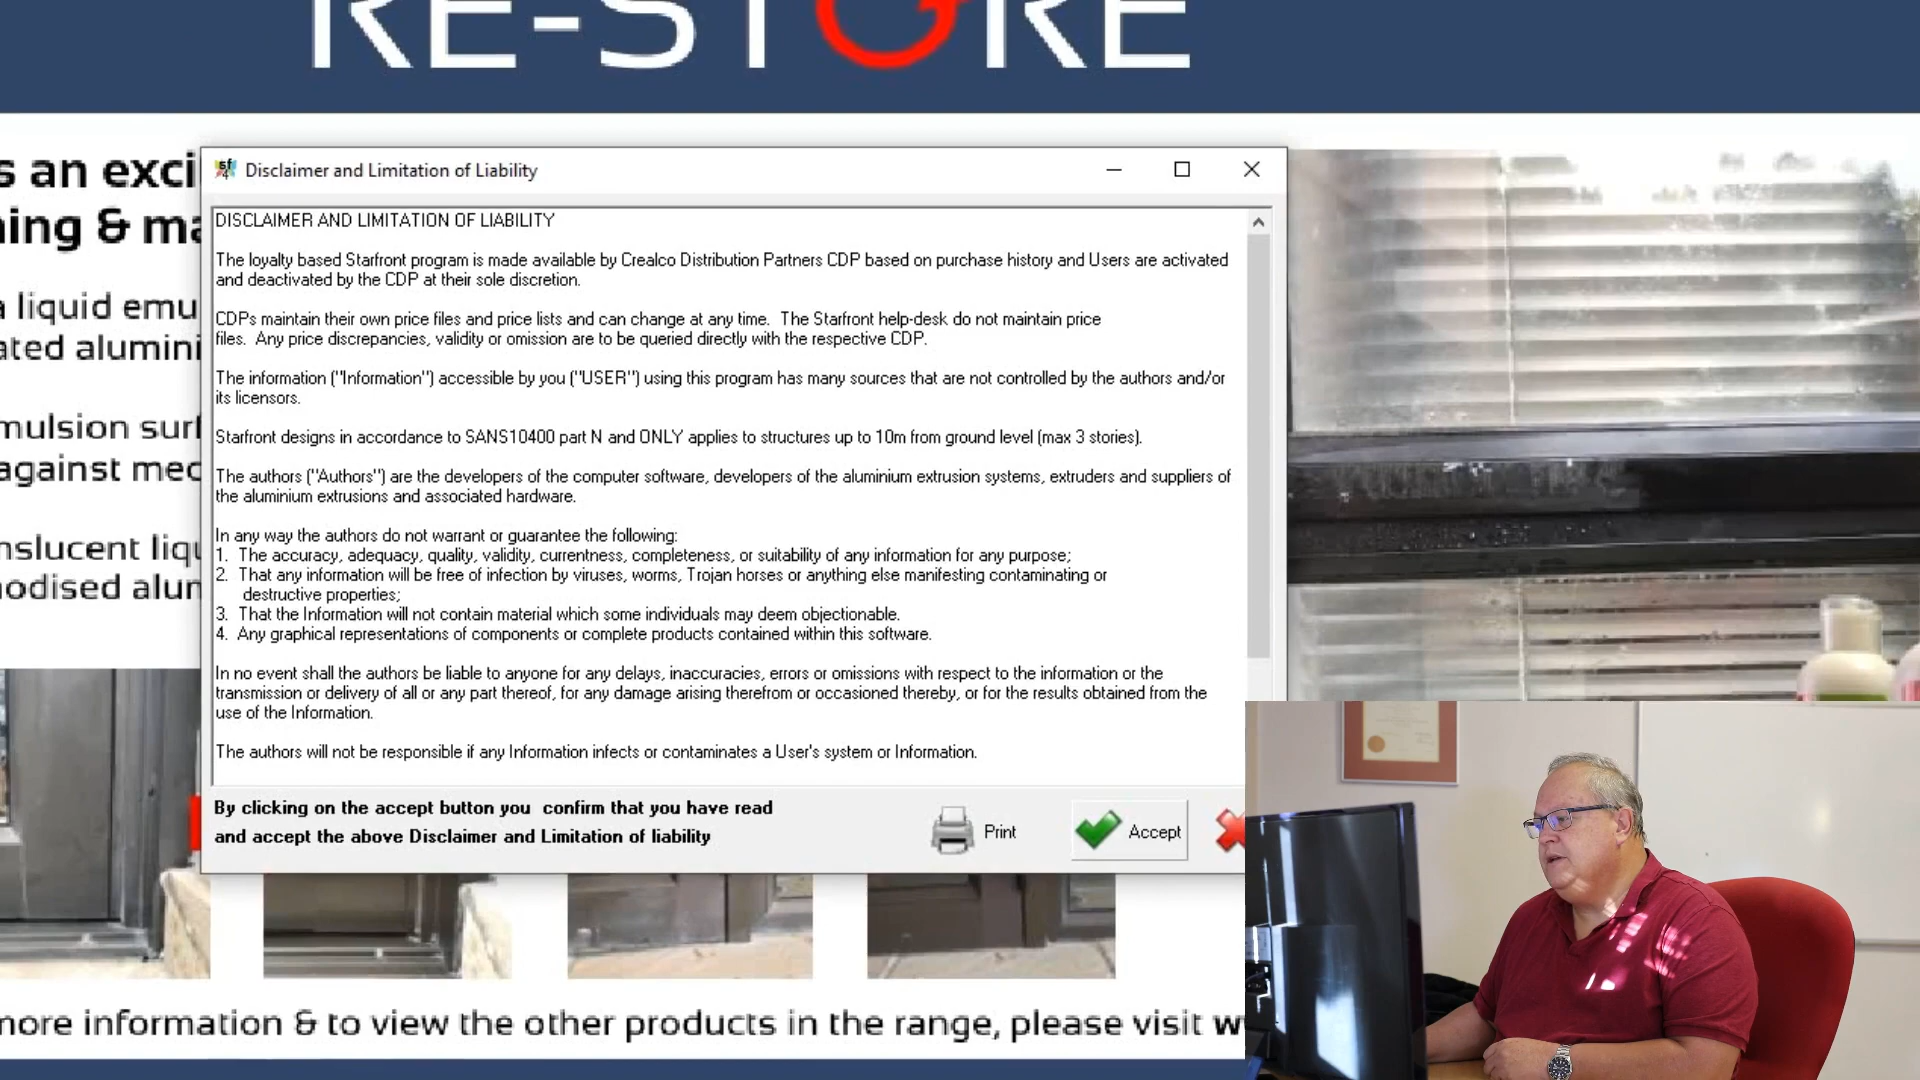 RE-STORE
s an exci
ning & ma
a liquid emu
ated alumini
mulsion surf
against mec
nslucent liqu
nodised alun
Disclaimer and Limitation of Liability
DISCLAIMER AND LIMITATION OF LIABILITY
The loyalty based Starfront program is made available by Crealco Distribution Partners CDP based on purchase history and Users are activated
and deactivated by the CDP at their sole discretion.
CDPs maintain their own price files and price lists and can change at any time.  The Starfront help-desk do not maintain price
files.  Any price discrepancies, validity or omission are to be queried directly with the respective CDP.
The information ("Information") accessible by you ("USER") using this program has many sources that are not controlled by the authors and/or
its licensors.
Starfront designs in accordance to SANS10400 part N and ONLY applies to structures up to 10m from ground level (max 3 stories).
The authors ("Authors") are the developers of the computer software, developers of the aluminium extrusion systems, extruders and suppliers of
the aluminium extrusions and associated hardware.
In any way the authors do not warrant or guarantee the following:
1.  The accuracy, adequacy, quality, validity, currentness, completeness, or suitability of any information for any purpose;
2.  That any information will be free of infection by viruses, worms, Trojan horses or anything else manifesting contaminating or
destructive properties;
3.  That the Information will not contain material which some individuals may deem objectionable.
4.  Any graphical representations of components or complete products contained within this software.
In no event shall the authors be liable to anyone for any delays, inaccuracies, errors or omissions with respect to the information or the
transmission or delivery of all or any part thereof, for any damage arising therefrom or occasioned thereby, or for the results obtained from the
use of the Information.
The authors will not be responsible if any Information infects or contaminates a User's system or Information.
By clicking on the accept button you  confirm that you have read
and accept the above Disclaimer and Limitation of liability
Print
Accept
more information & to view the other products in the range, please visit w